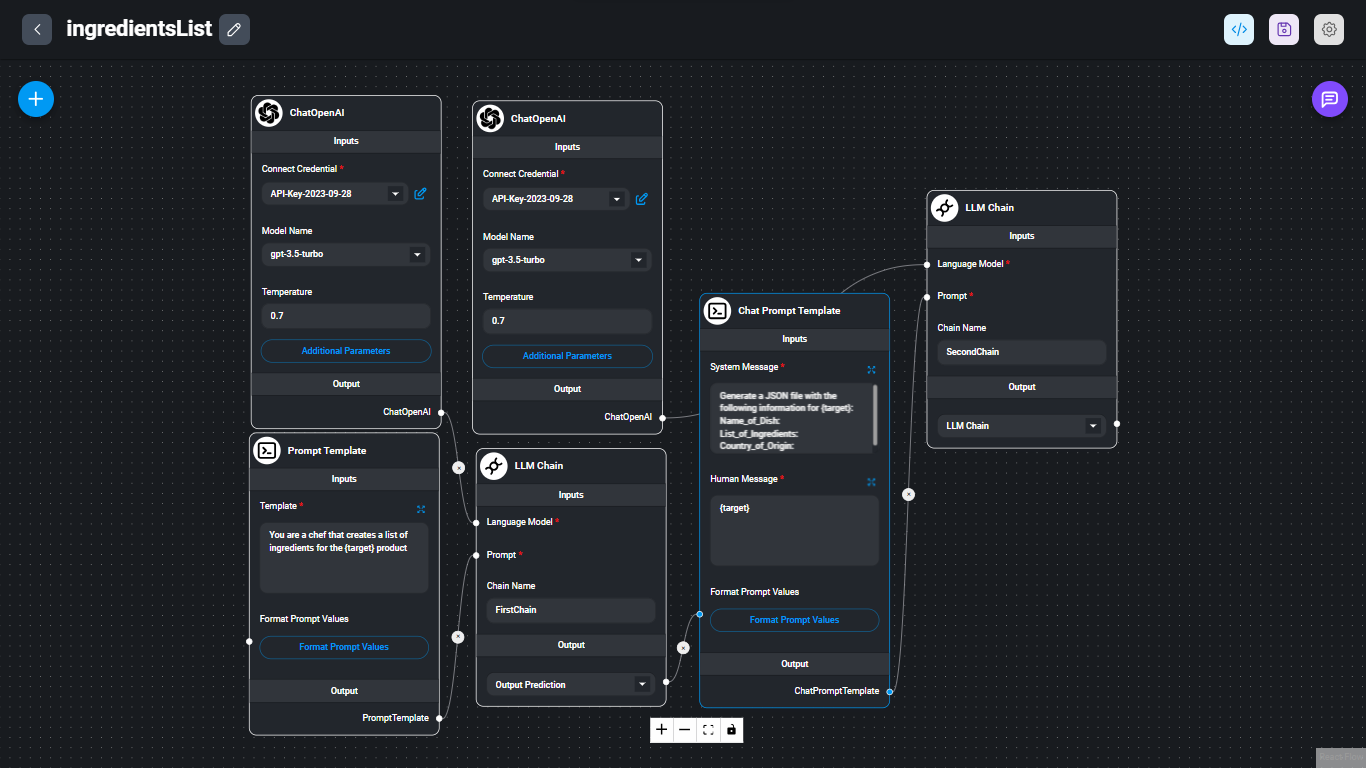 ingredientsList
ChatOpenAI
Inputs
Connect Credential *
API-Key-2023-09-28
Model Name
gpt-3.5-turbo
Temperature
0.7
Additional Parameters
Output
ChatOpenAI
Prompt Template
Inputs
Template *
You are a chef that creates a list of
ingredients for the {target} product
Format Prompt Values
Format Prompt Values
Output
PromptTemplate
ChatOpenAI
Inputs
Connect Credential *
API-Key-2023-09-28
Model Name
gpt-3.5-turbo
Temperature
0.7
Additional Parameters
Output
ChatOpenAI
LLM Chain
Inputs
Language Model *
Prompt *
Chain Name
FirstChain
Output
Output Prediction
Chat Prompt Template
Inputs
System Message *
Generate a JSON file with the
following information for {target}:
Name_of_Dish:
List_of_Ingredients:
Country_of_Origin:
Human Message *
{target}
Format Prompt Values
Format Prompt Values
Output
ChatPromptTemplate
LLM Chain
Inputs
Language Model *
Prompt *
Chain Name
SecondChain
Output
LLM Chain
React Flow